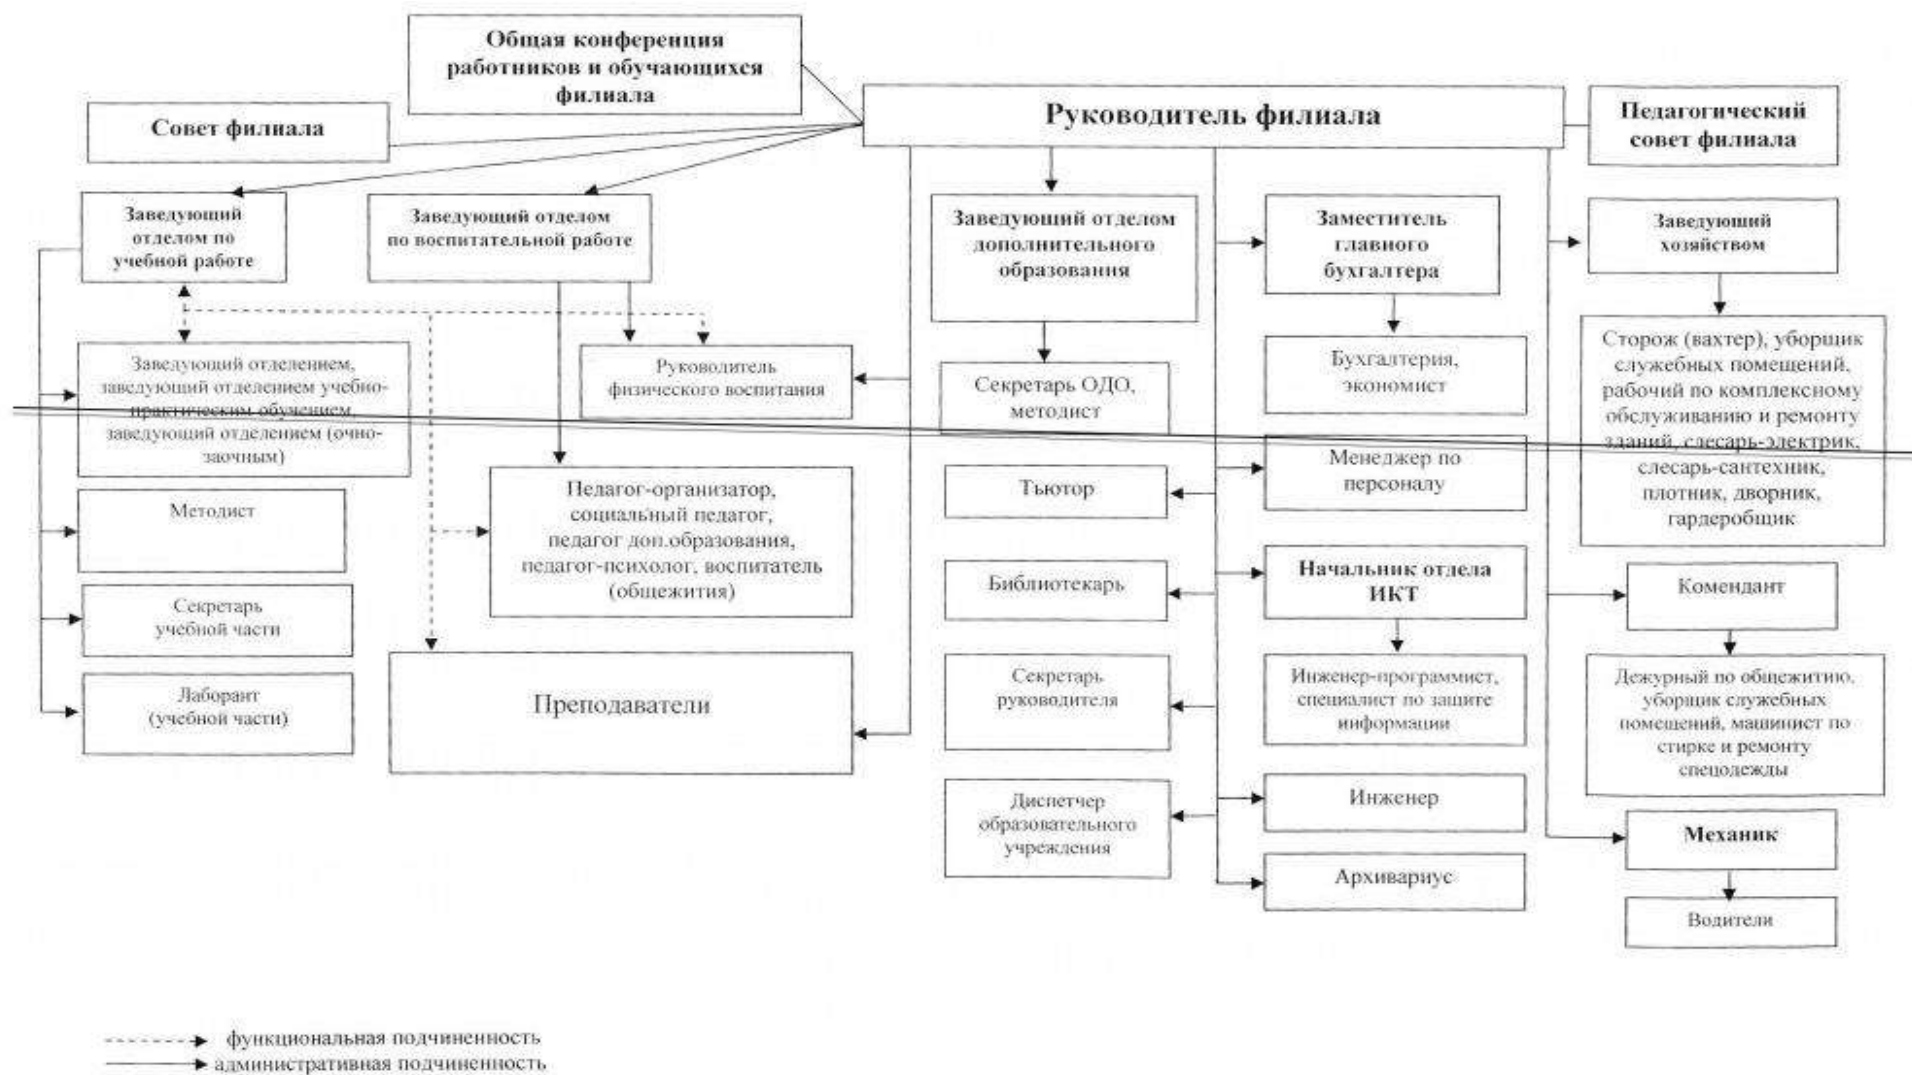 Общая конференция
работников и обучающихся
филиала
Совет филиала
Руководитель филиала
Педагогический
совет филиала
Заведующий
отделом по
учебной работе
Заведующий отделом
по воспитательной работе
Заведующий отделом
дополнительного
образования
Заместитель
главного
бухгалтера
Заведующий
хозяйством
Заведующий отделением,
заведующий отделением учебно-
практическим обучением,
заведующий отделением (очно-
заочным)
Руководитель
физического воспитания
Секретарь ОДО,
методист
Бухгалтерия,
экономист
Сторож (вахтер), уборщик
служебных помещений,
рабочий по комплексному
обслуживанию и ремонту
зданий, слесарь-электрик,
слесарь-сантехник,
плотник, дворник,
гардеробщик
Методист
Педагог-организатор,
социальный педагог,
педагог доп.образования,
педагог-психолог, воспитатель
(общежития)
Тьютор
Менеджер по
персоналу
Библиотекарь
Начальник отдела
ИКТ
Комендант
Секретарь
учебной части
Преподаватели
Секретарь
руководителя
Инженер-программист,
специалист по защите
информации
Дежурный по общежитию,
уборщик служебных
помещений, машинист по
стирке и ремонту
спецодежды
Лаборант
(учебной части)
Диспетчер
образовательного
учреждения
Инженер
Механик
Архивариус
Водители
функциональная подчиненность
административная подчиненность